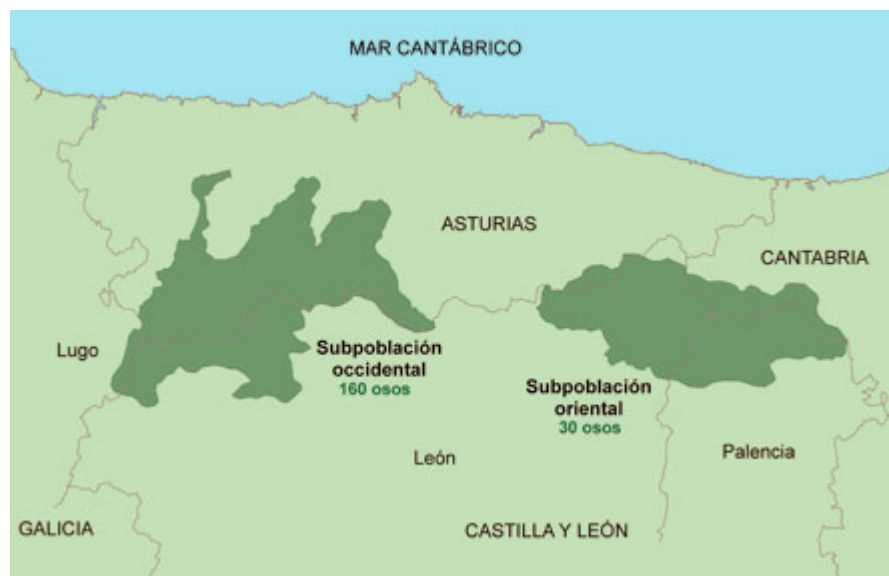 MAR CANTÁBRICO
ASTURIAS
CANTABRIA
Lugo
Subpoblación
occidental
160 osos
Subpoblación
oriental
30 osos
León
Palencia
GALICIA
CASTILLA Y LEÓN